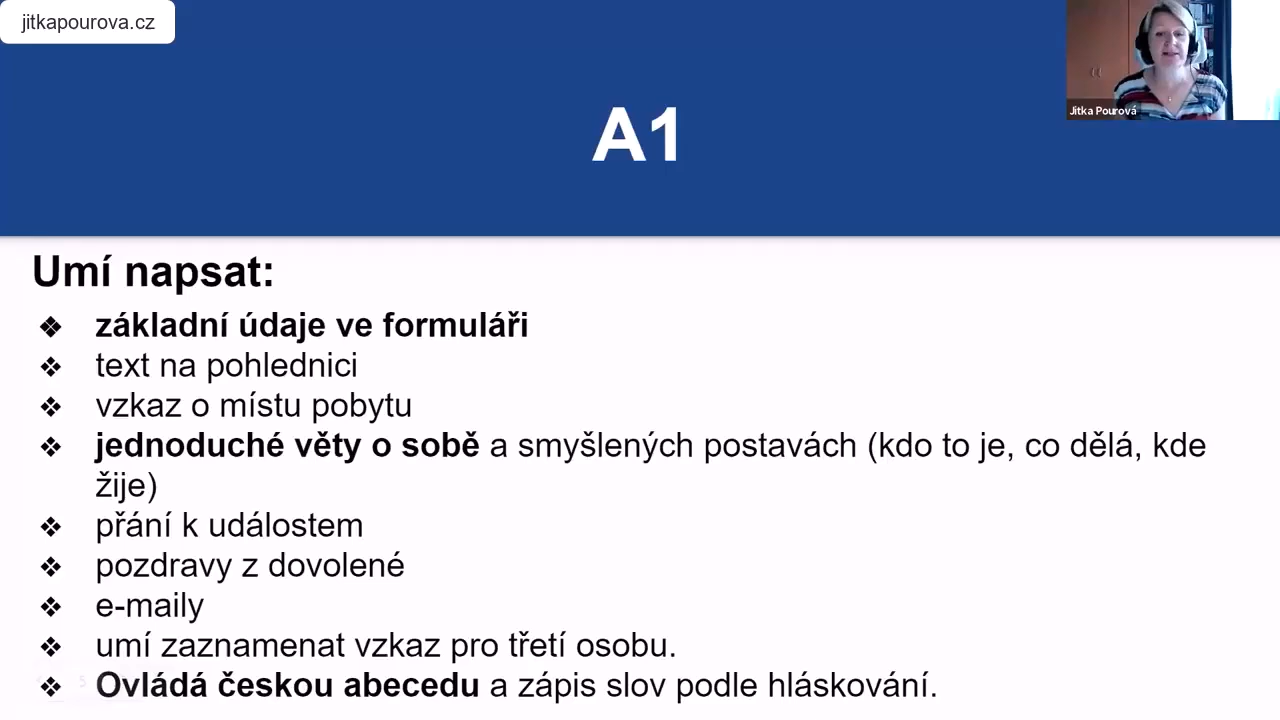 jitkapourova.cz
Jitka Pourová
A1
Umí napsat:
❖ základní údaje ve formuláři
❖ text na pohlednici
❖ vzkaz o místu pobytu
❖ jednoduché věty o sobě a smyšlených postavách (kdo to je, co dělá, kde
žije)
❖ přání k událostem
❖ pozdravy z dovolené
❖ e-maily
❖ umí zaznamenat vzkaz pro třetí osobu.
❖ Ovládá českou abecedu a zápis slov podle hláskování.